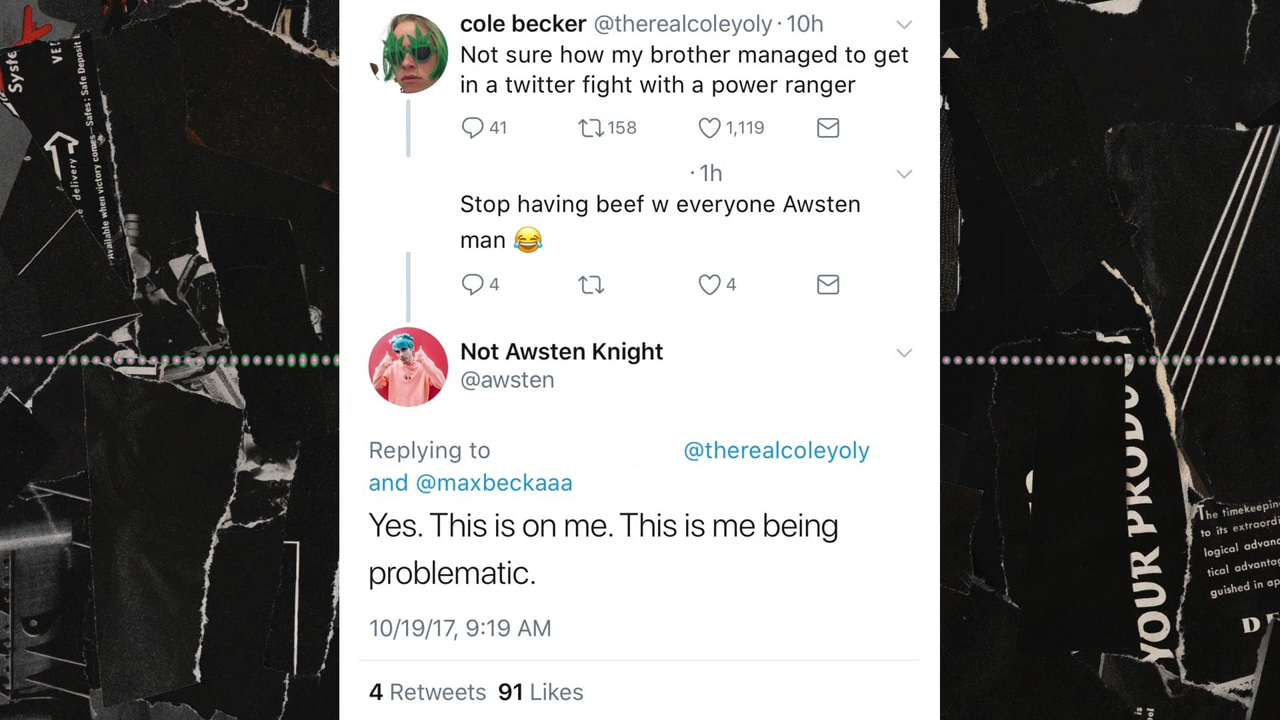 cole becker @therealcoleyoly · 10h
Not sure how my brother managed to get
in a twitter fight with a power ranger
41 158 1,119
· 1h
Stop having beef w everyone Awsten
man 😂
4 4
Not Awsten Knight
@awsten
Replying to @therealcoleyoly
and @maxbeckaaa
Yes. This is on me. This is me being
problematic.
10/19/17, 9:19 AM
4 Retweets 91 Likes
Syste
VE!
delivery
Available when victory comes—Safes: Safe Deposit
YOUR PRODUC
The timekeeping
to its extraordi
logical advanc
tical advantag
guished in ap